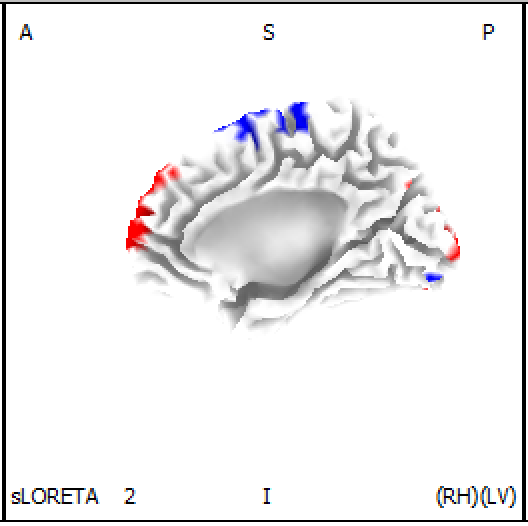 A S P
sLORETA 2 I (RH)(LV)